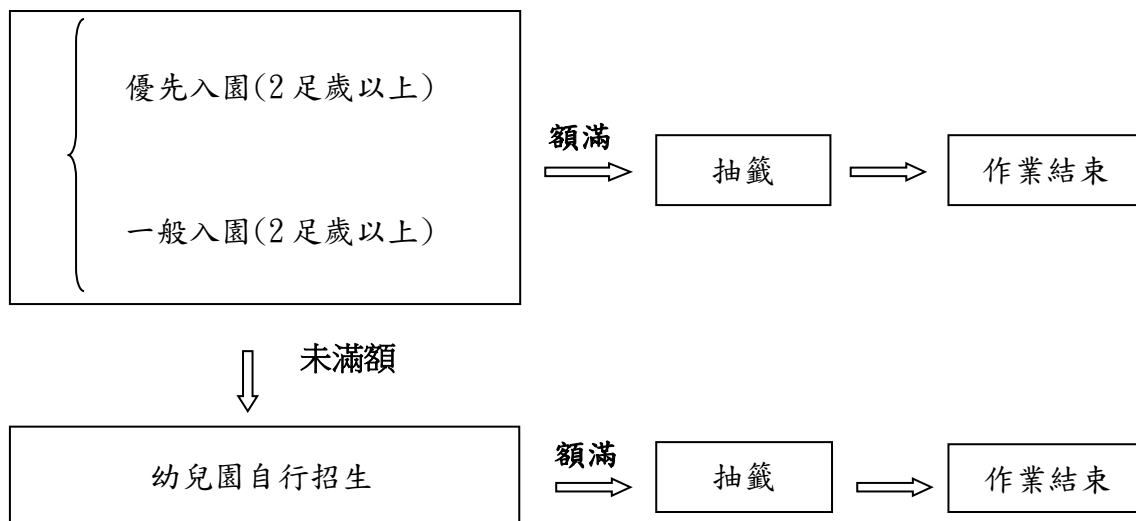 優先入園(2足歲以上)
額滿
抽籤
作業結束
一般入園(2足歲以上)
未滿額
幼兒園自行招生
額滿
抽籤
作業結束